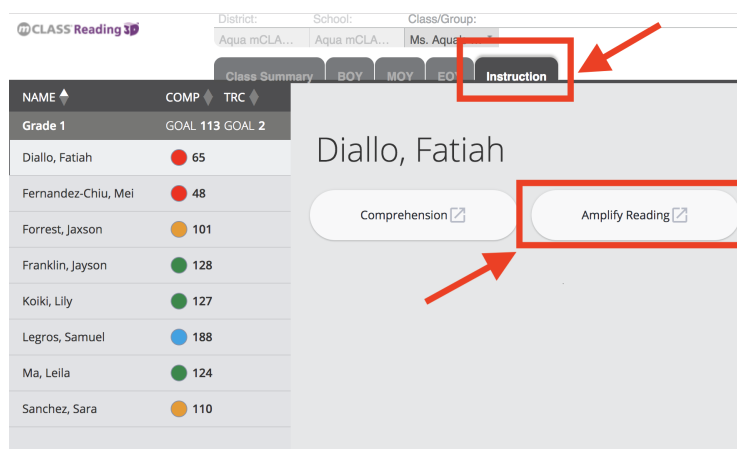 mCLASS Reading 3D
District: School: Class/Group:
Aqua mCLA... Aqua mCLA... Ms. Aqua
Class Summary BOY MOY EOY Instruction
NAME COMP TRC
Grade 1 GOAL 113 GOAL 2
Diallo, Fatiah 65
Fernandez-Chiu, Mei 48
Forrest, Jaxson 101
Franklin, Jayson 128
Koiki, Lily 127
Legros, Samuel 188
Ma, Leila 124
Sanchez, Sara 110
Diallo, Fatiah
Comprehension Amplify Reading